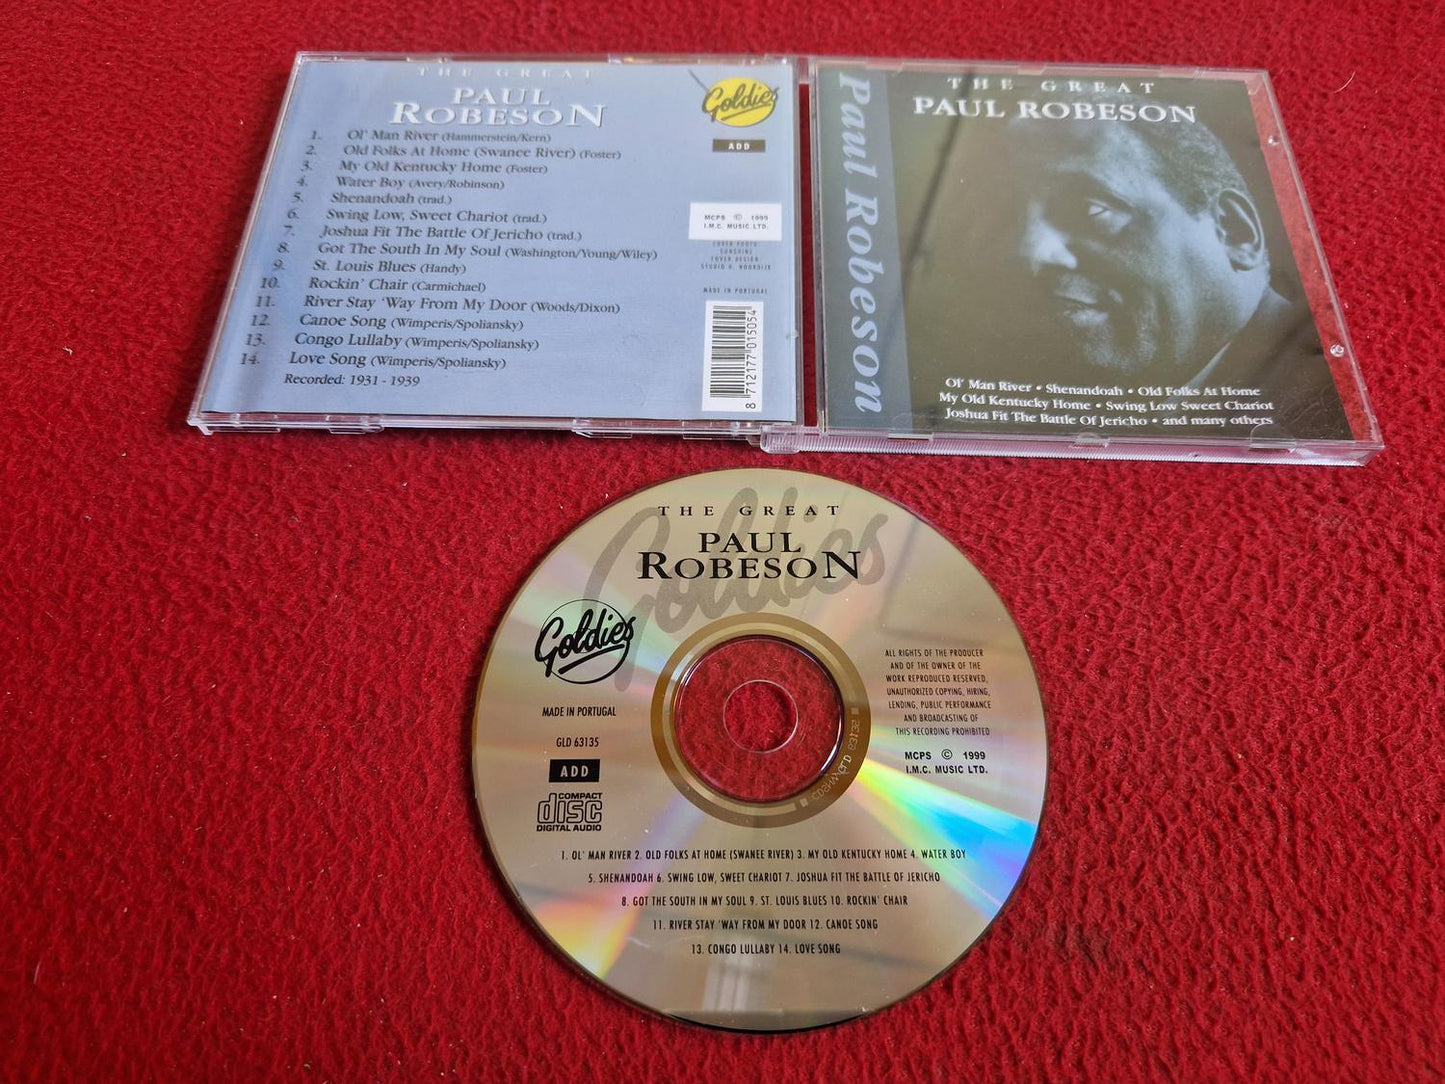 THE GREAT
PAUL
ROBESON
1. Ol' Man River (Hammerstein/Kern)
2. Old Folks At Home (Swanee River) (Foster)
3. My Old Kentucky Home (Foster)
4. Water Boy (Avery/Robinson)
5. Shenandoah (trad.)
6. Swing Low, Sweet Chariot (trad.)
7. Joshua Fit The Battle Of Jericho (trad.)
8. Got The South In My Soul (Washington/Young/Wiley)
9. St. Louis Blues (Handy)
10. Rockin' Chair (Carmichael)
11. River Stay 'Way From My Door (Woods/Dixon)
12. Canoe Song (Wimperis/Spoliansky)
13. Congo Lullaby (Wimperis/Spoliansky)
14. Love Song (Wimperis/Spoliansky)
Recorded: 1931 - 1939
Goldies
ADD
MCPS © 1999
I.M.C. MUSIC LTD.
COVER PHOTO:
SUNSHINE
COVER DESIGN:
STUDIO R. NOORDIJK
MADE IN PORTUGAL
8 712177 015054
Paul Robeson
THE GREAT
PAUL ROBESON
Ol' Man River • Shenandoah • Old Folks At Home
My Old Kentucky Home • Swing Low Sweet Chariot
Joshua Fit The Battle Of Jericho • and many others
THE GREAT
Goldies
PAUL
ROBESON
Goldies
MADE IN PORTUGAL
GLD 63135
ADD
COMPACT
disc
DIGITAL AUDIO
ALL RIGHTS OF THE PRODUCER
AND OF THE OWNER OF THE
WORK REPRODUCED RESERVED,
UNAUTHORIZED COPYING, HIRING,
LENDING, PUBLIC PERFORMANCE
AND BROADCASTING OF
THIS RECORDING PROHIBITED
MCPS © 1999
I.M.C. MUSIC LTD.
1. OL' MAN RIVER 2. OLD FOLKS AT HOME (SWANEE RIVER) 3. MY OLD KENTUCKY HOME 4. WATER BOY
5. SHENANDOAH 6. SWING LOW, SWEET CHARIOT 7. JOSHUA FIT THE BATTLE OF JERICHO
8. GOT THE SOUTH IN MY SOUL 9. ST. LOUIS BLUES 10. ROCKIN' CHAIR
11. RIVER STAY 'WAY FROM MY DOOR 12. CANOE SONG
13. CONGO LULLABY 14. LOVE SONG